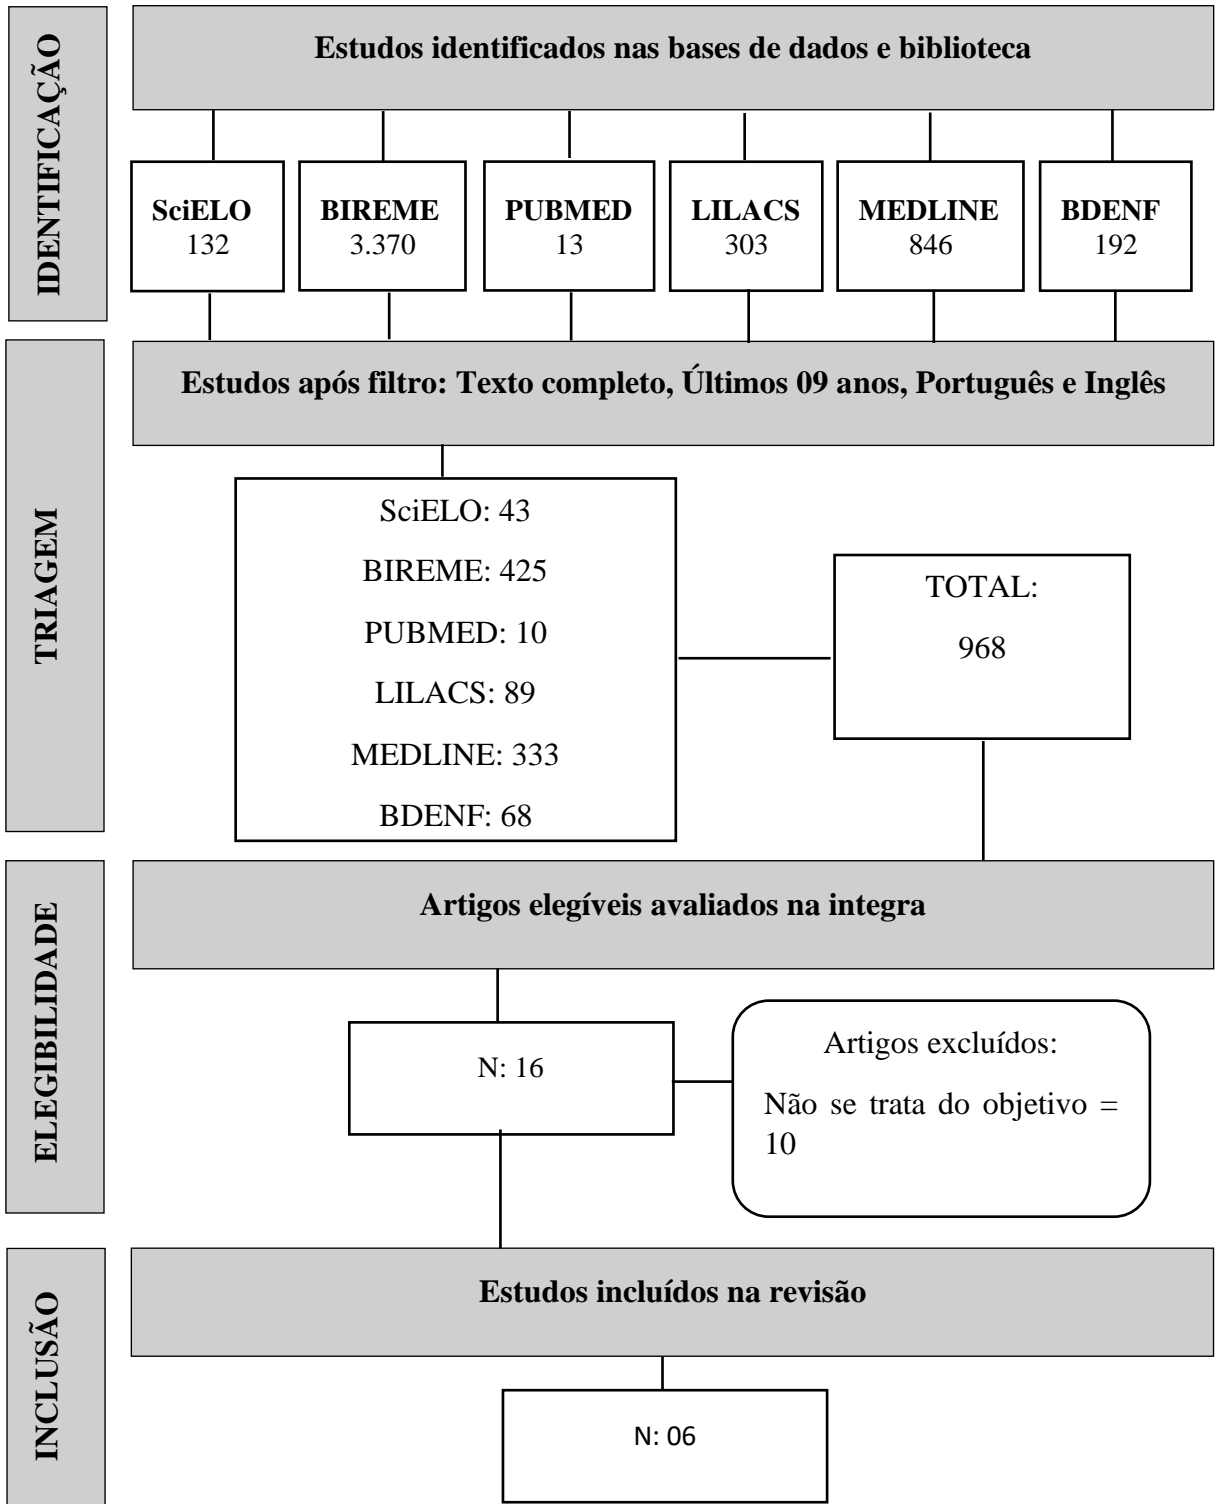 IDENTIFICAÇÃO
Estudos identificados nas bases de dados e biblioteca
SciELO
132
BIREME
3.370
PUBMED
13
LILACS
303
MEDLINE
846
BDENF
192
TRIAGEM
Estudos após filtro: Texto completo, Últimos 09 anos, Português e Inglês
SciELO: 43
BIREME: 425
PUBMED: 10
LILACS: 89
MEDLINE: 333
BDENF: 68
TOTAL:
968
ELEGIBILIDADE
Artigos elegíveis avaliados na integra
N: 16
Artigos excluídos:
Não se trata do objetivo =
10
INCLUSÃO
Estudos incluídos na revisão
N: 06